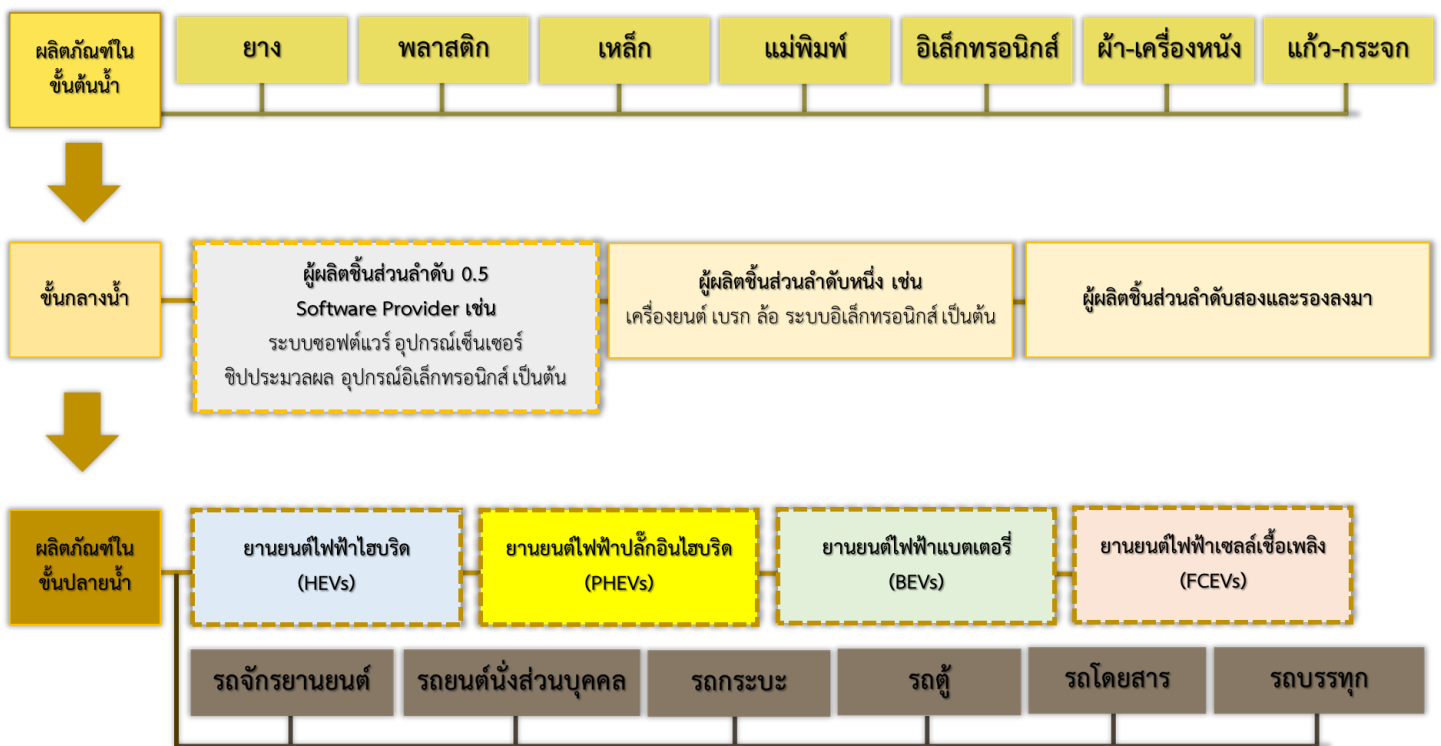 ผลิตภัณฑ์ใน
ขั้นต้นน้ำ
ยาง
พลาสติก
เหล็ก
แม่พิมพ์
อิเล็กทรอนิกส์
ผ้า-เครื่องหนัง
แก้ว-กระจก
ขั้นกลางน้ำ
ผู้ผลิตชิ้นส่วนลำดับ 0.5
Software Provider เช่น
ระบบซอฟต์แวร์ อุปกรณ์เซ็นเซอร์
ชิปประมวลผล อุปกรณ์อิเล็กทรอนิกส์ เป็นต้น
ผู้ผลิตชิ้นส่วนลำดับหนึ่ง เช่น
เครื่องยนต์ เบรก ล้อ ระบบอิเล็กทรอนิกส์ เป็นต้น
ผู้ผลิตชิ้นส่วนลำดับสองและรองลงมา
ผลิตภัณฑ์ใน
ขั้นปลายน้ำ
ยานยนต์ไฟฟ้าไฮบริด
(HEVs)
ยานยนต์ไฟฟ้าปลั๊กอินไฮบริด
(PHEVs)
ยานยนต์ไฟฟ้าแบตเตอรี่
(BEVs)
ยานยนต์ไฟฟ้าเซลล์เชื้อเพลิง
(FCEVs)
รถจักรยานยนต์
รถยนต์นั่งส่วนบุคคล
รถกระบะ
รถตู้
รถโดยสาร
รถบรรทุก